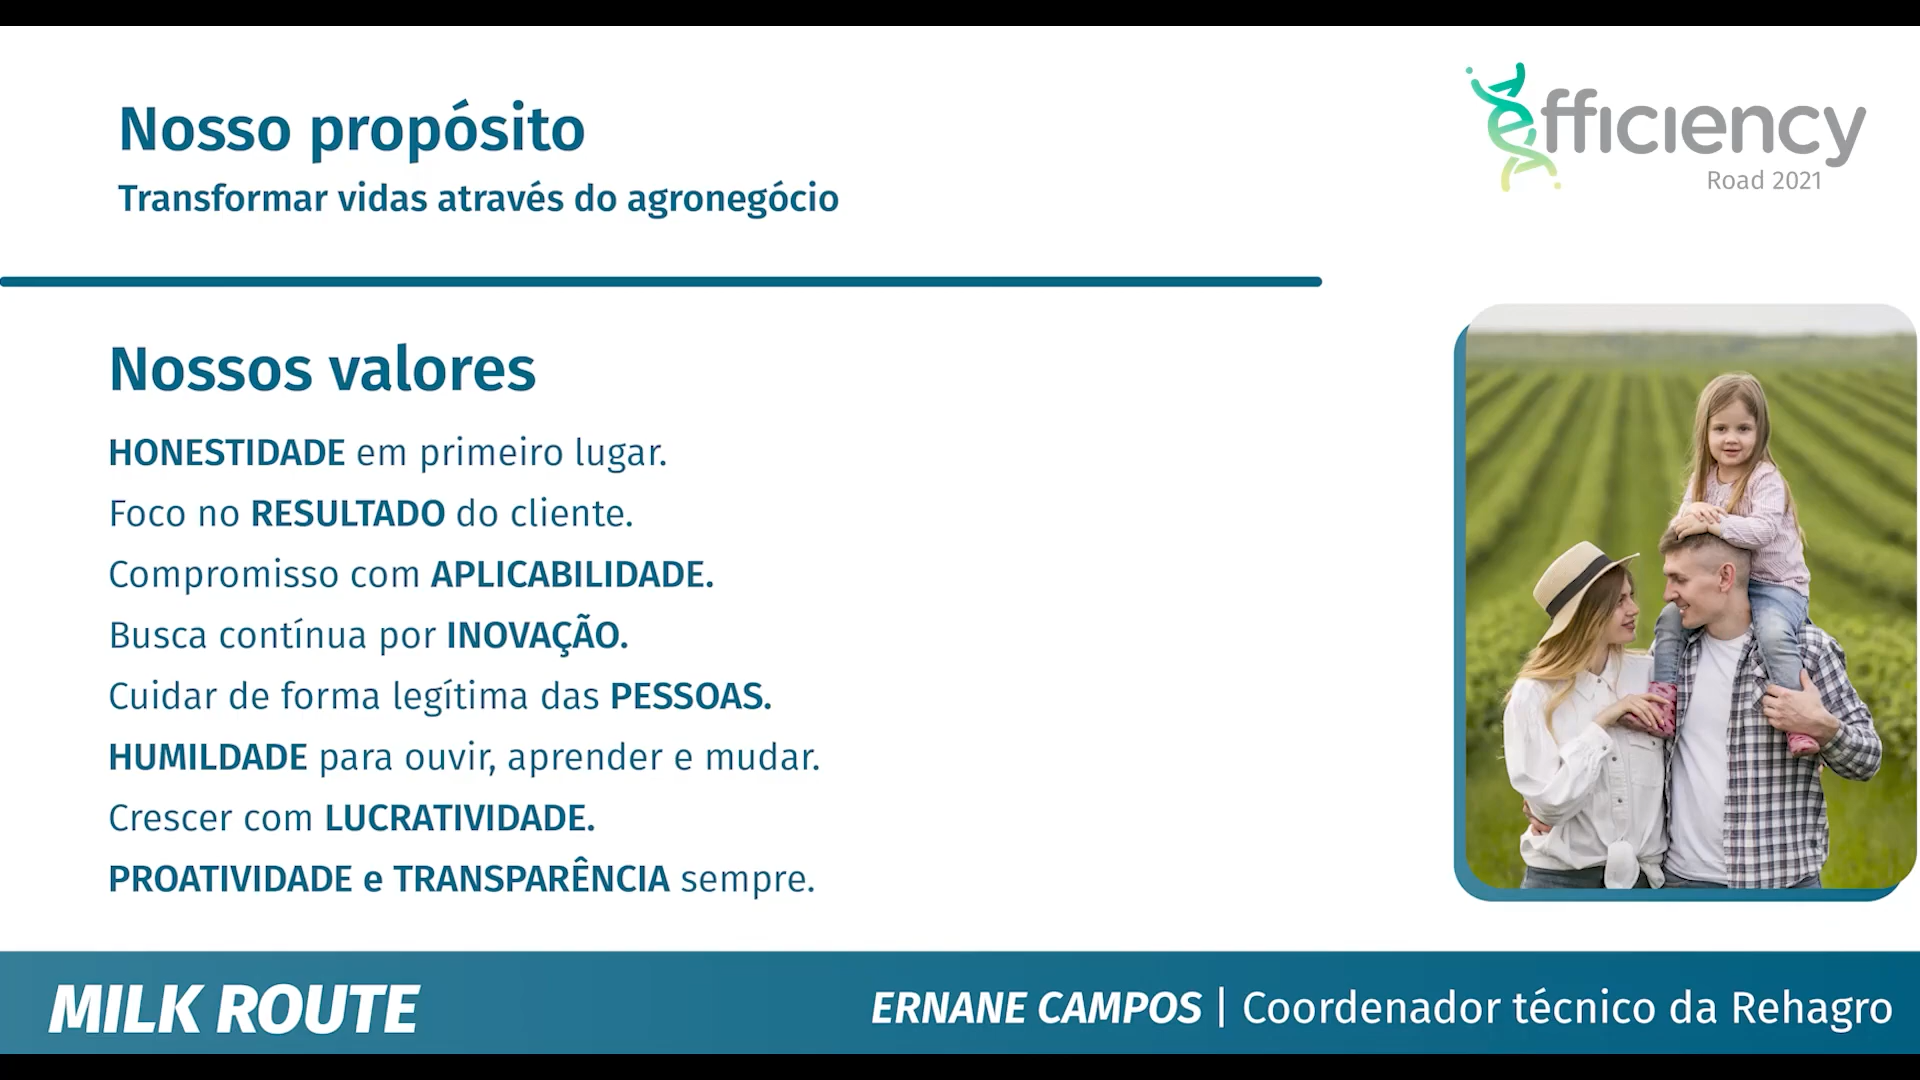 Nosso propósito
Transformar vidas através do agronegócio
efficiency
Road 2021
Nossos valores
HONESTIDADE em primeiro lugar.
Foco no RESULTADO do cliente.
Compromisso com APLICABILIDADE.
Busca contínua por INOVAÇÃO.
Cuidar de forma legítima das PESSOAS.
HUMILDADE para ouvir, aprender e mudar.
Crescer com LUCRATIVIDADE.
PROATIVIDADE e TRANSPARÊNCIA sempre.
MILK ROUTE
ERNANE CAMPOS | Coordenador técnico da Rehagro